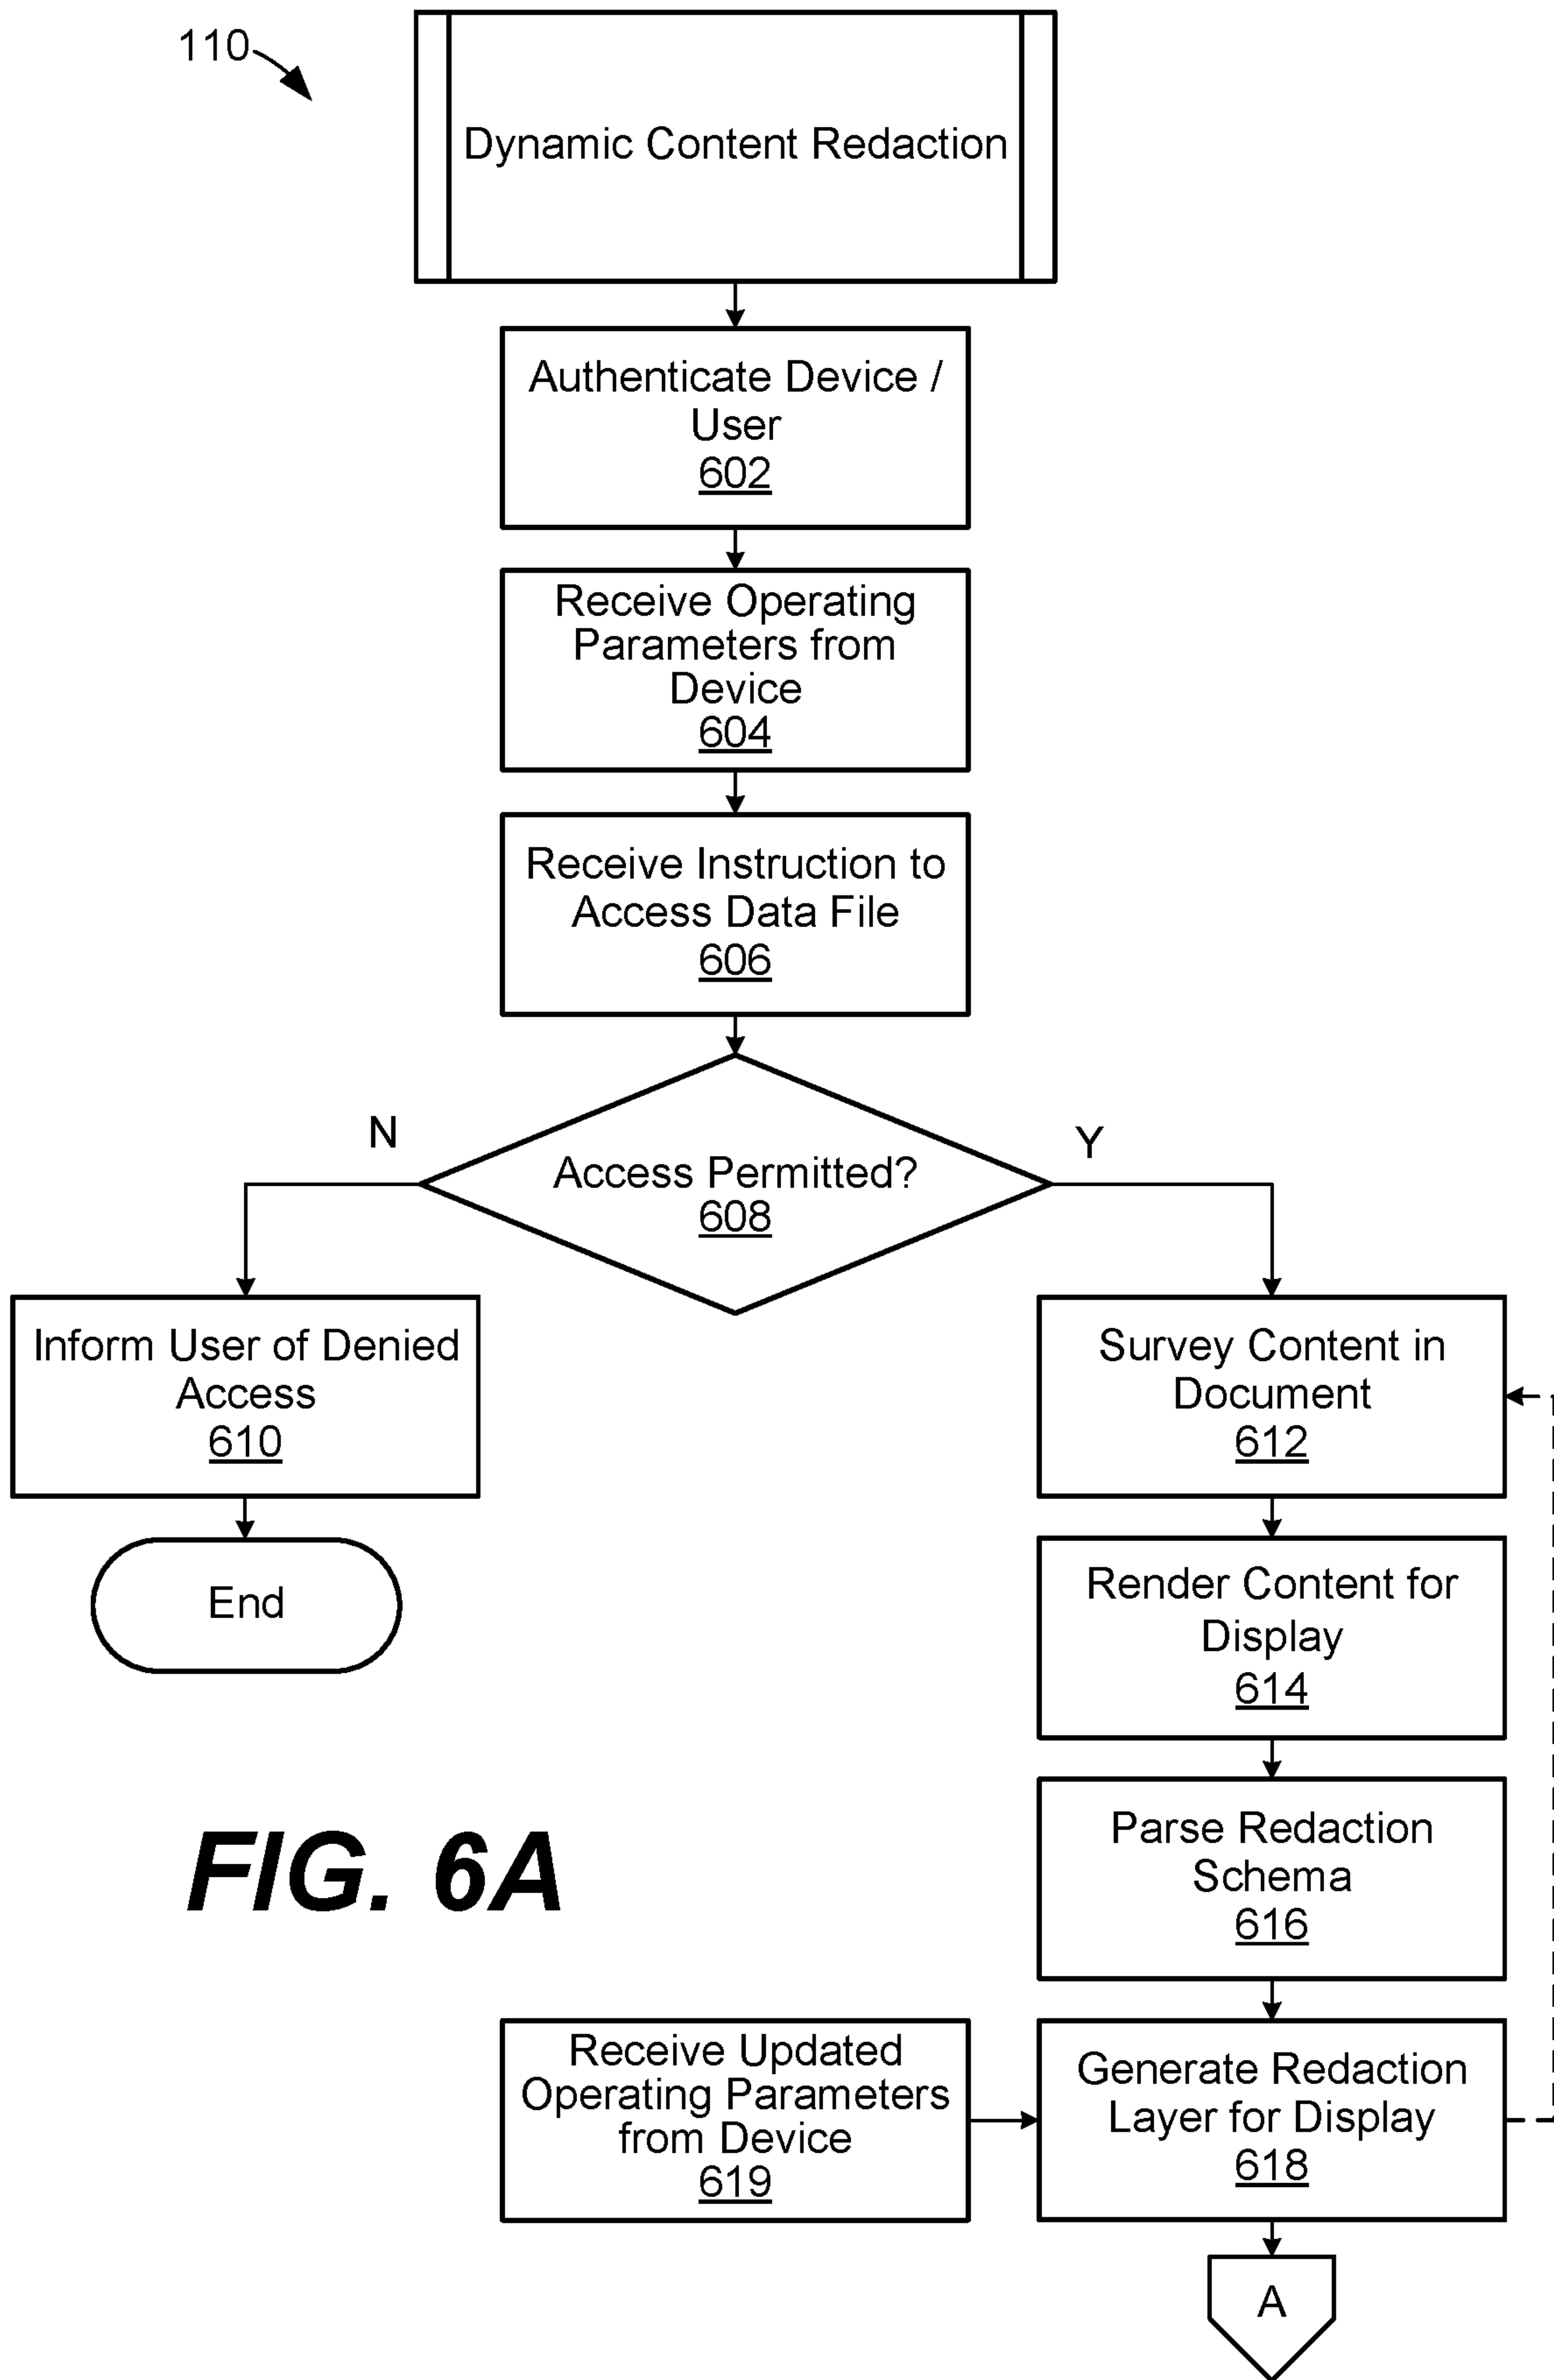 110
Dynamic Content Redaction
Authenticate Device /
User
602
Receive Operating
Parameters from
Device
604
Receive Instruction to
Access Data File
606
N
Y
Access Permitted?
608
Inform User of Denied
Access
610
End
Survey Content in
Document
612
Render Content for
Display
614
Parse Redaction
Schema
616
FIG. 6A
Receive Updated
Operating Parameters
from Device
619
Generate Redaction
Layer for Display
618
A